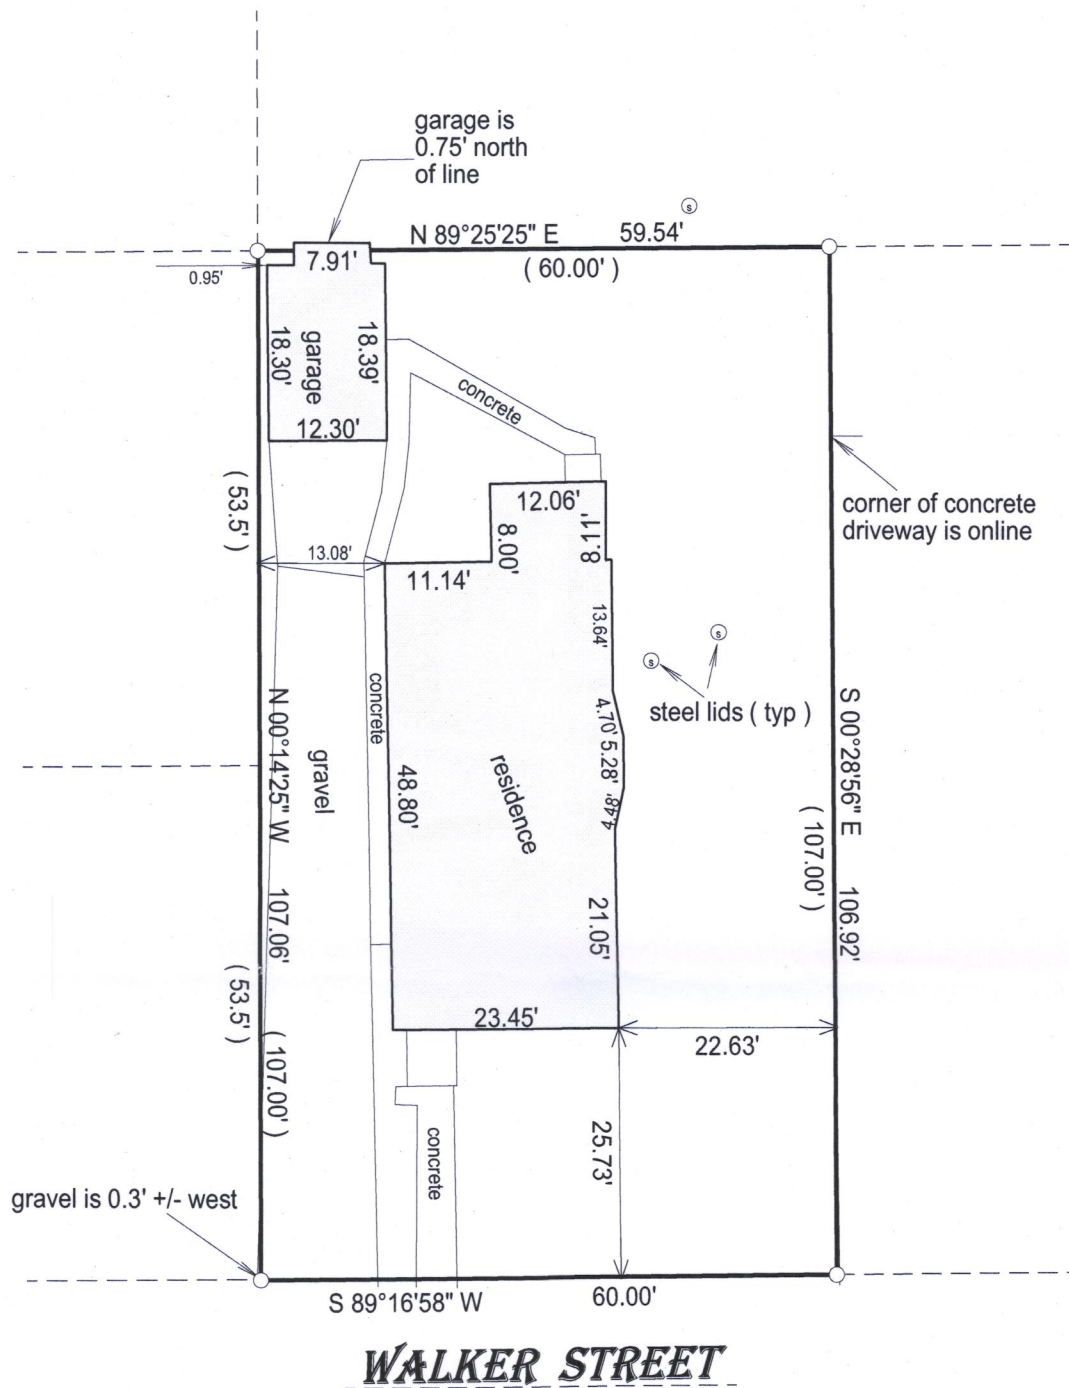 garage is
0.75' north
of line
N 89°25'25" E 59.54'
( 60.00' )
s
7.91'
0.95'
18.30'
garage
18.39'
12.30'
concrete
corner of concrete
driveway is online
( 53.5' )
12.06'
8.00'
8.11'
13.08'
11.14'
13.64'
s
s
steel lids ( typ )
concrete
N 00°14'25" W 107.06'
( 107.00' )
gravel
48.80'
residence
4.70'
5.28'
4.48'
S 00°28'56" E 106.92'
( 107.00' )
21.05'
( 53.5' )
23.45'
22.63'
25.73'
concrete
gravel is 0.3' +/- west
S 89°16'58" W 60.00'
WALKER STREET